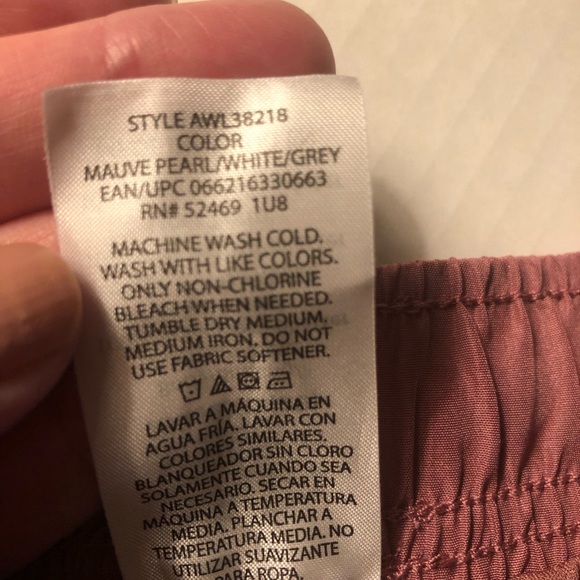 STYLE AWL38218
COLOR
MAUVE PEARL/WHITE/GREY
EAN/UPC 066216330663
RN# 52469 1U8
MACHINE WASH COLD.
WASH WITH LIKE COLORS.
ONLY NON-CHLORINE
BLEACH WHEN NEEDED.
TUMBLE DRY MEDIUM.
MEDIUM IRON. DO NOT
USE FABRIC SOFTENER.
LAVAR A MÁQUINA EN
AGUA FRÍA. LAVAR CON
COLORES SIMILARES.
BLANQUEADOR SIN CLORO
SOLAMENTE CUANDO SEA
NECESARIO. SECAR EN
MÁQUINA A TEMPERATURA
MEDIA. PLANCHAR A
TEMPERATURA MEDIA. NO
UTILIZAR SUAVIZANTE
PARA ROPA.